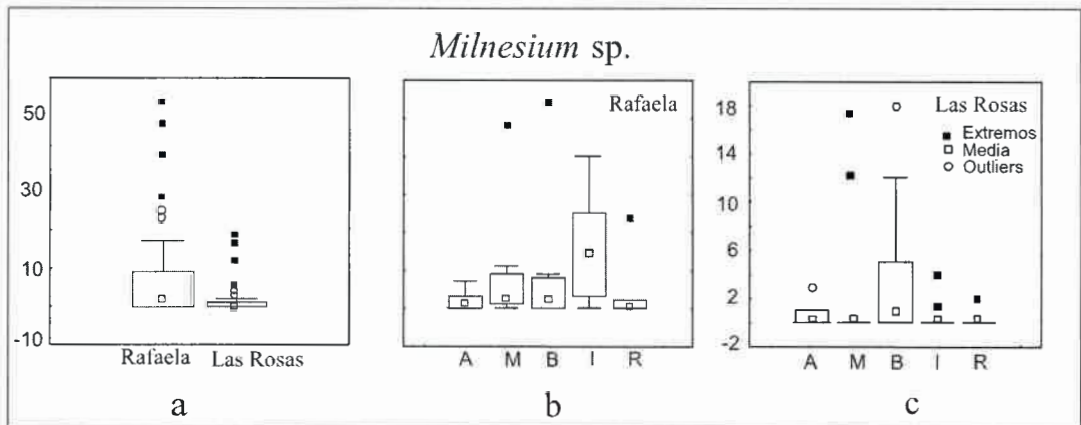 Milnesium sp.
50
30
10
-10
Rafaela Las Rosas
a
Rafaela
A M B I R
b
18
14
10
6
2
-2
Las Rosas
Extremos
Media
Outliers
A M B I R
c